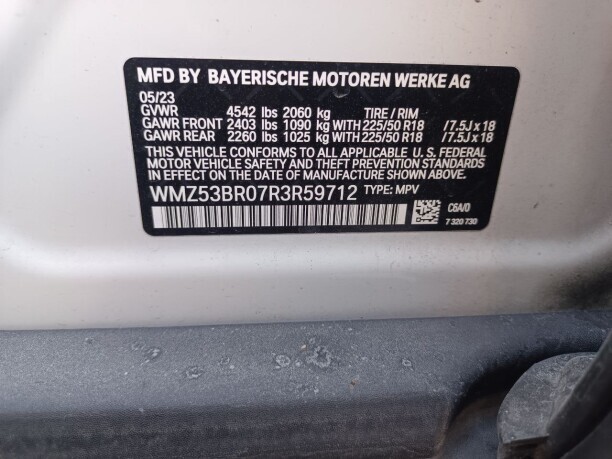 MFD BY BAYERISCHE MOTOREN WERKE AG
05/23
GVWR 4542 lbs 2060 kg TIRE / RIM
GAWR FRONT 2403 lbs 1090 kg WITH 225/50 R18 /7.5J x 18
GAWR REAR 2260 lbs 1025 kg WITH 225/50 R18 /7.5J x 18
THIS VEHICLE CONFORMS TO ALL APPLICABLE U.S. FEDERAL
MOTOR VEHICLE SAFETY AND THEFT PREVENTION STANDARDS
IN EFFECT ON THE DATE OF MANUFACTURE SHOWN ABOVE.
WMZ53BR07R3R59712 TYPE: MPV
C6A/0
7 320 730